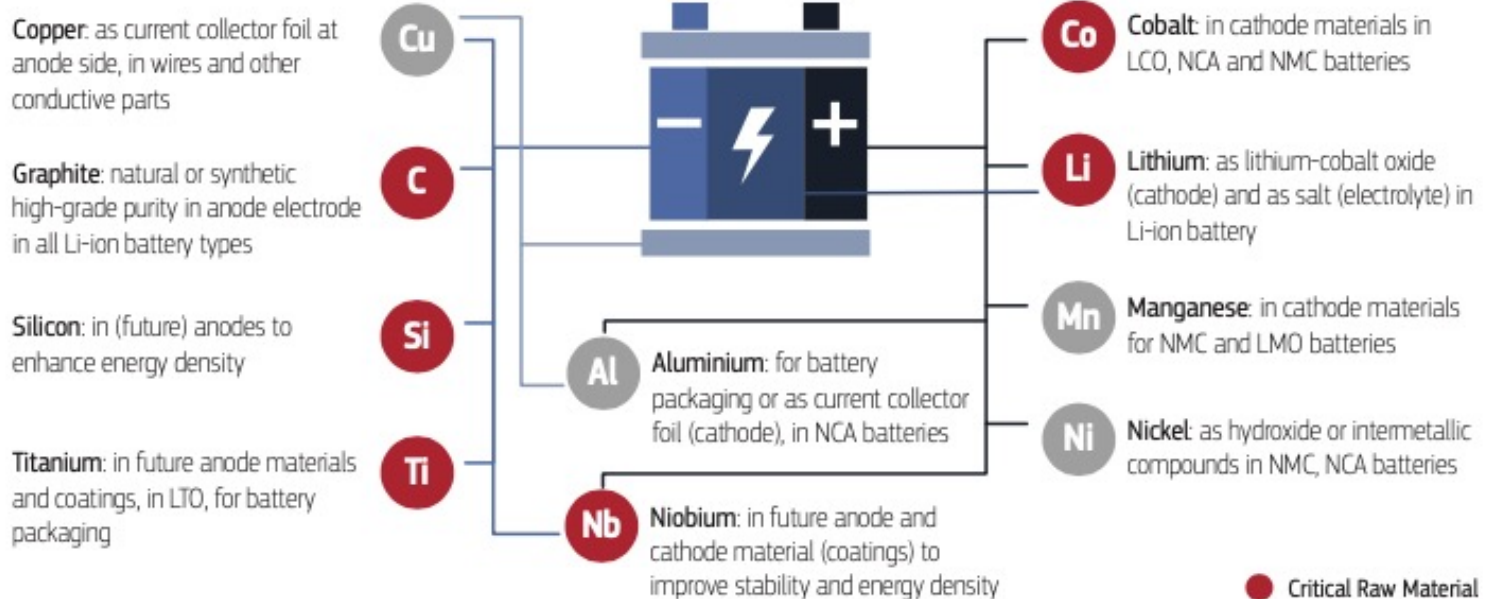 Copper: as current collector foil at
anode side, in wires and other
conductive parts
Cu
Graphite: natural or synthetic
high-grade purity in anode electrode
in all Li-ion battery types
C
Silicon: in (future) anodes to
enhance energy density
Si
Titanium: in future anode materials
and coatings, in LTO, for battery
packaging
Ti
− +
Al
Aluminium: for battery
packaging or as current collector
foil (cathode), in NCA batteries
Nb
Niobium: in future anode and
cathode material (coatings) to
improve stability and energy density
Co
Cobalt: in cathode materials in
LCO, NCA and NMC batteries
Li
Lithium: as lithium-cobalt oxide
(cathode) and as salt (electrolyte) in
Li-ion battery
Mn
Manganese: in cathode materials
for NMC and LMO batteries
Ni
Nickel: as hydroxide or intermetallic
compounds in NMC, NCA batteries
Critical Raw Material